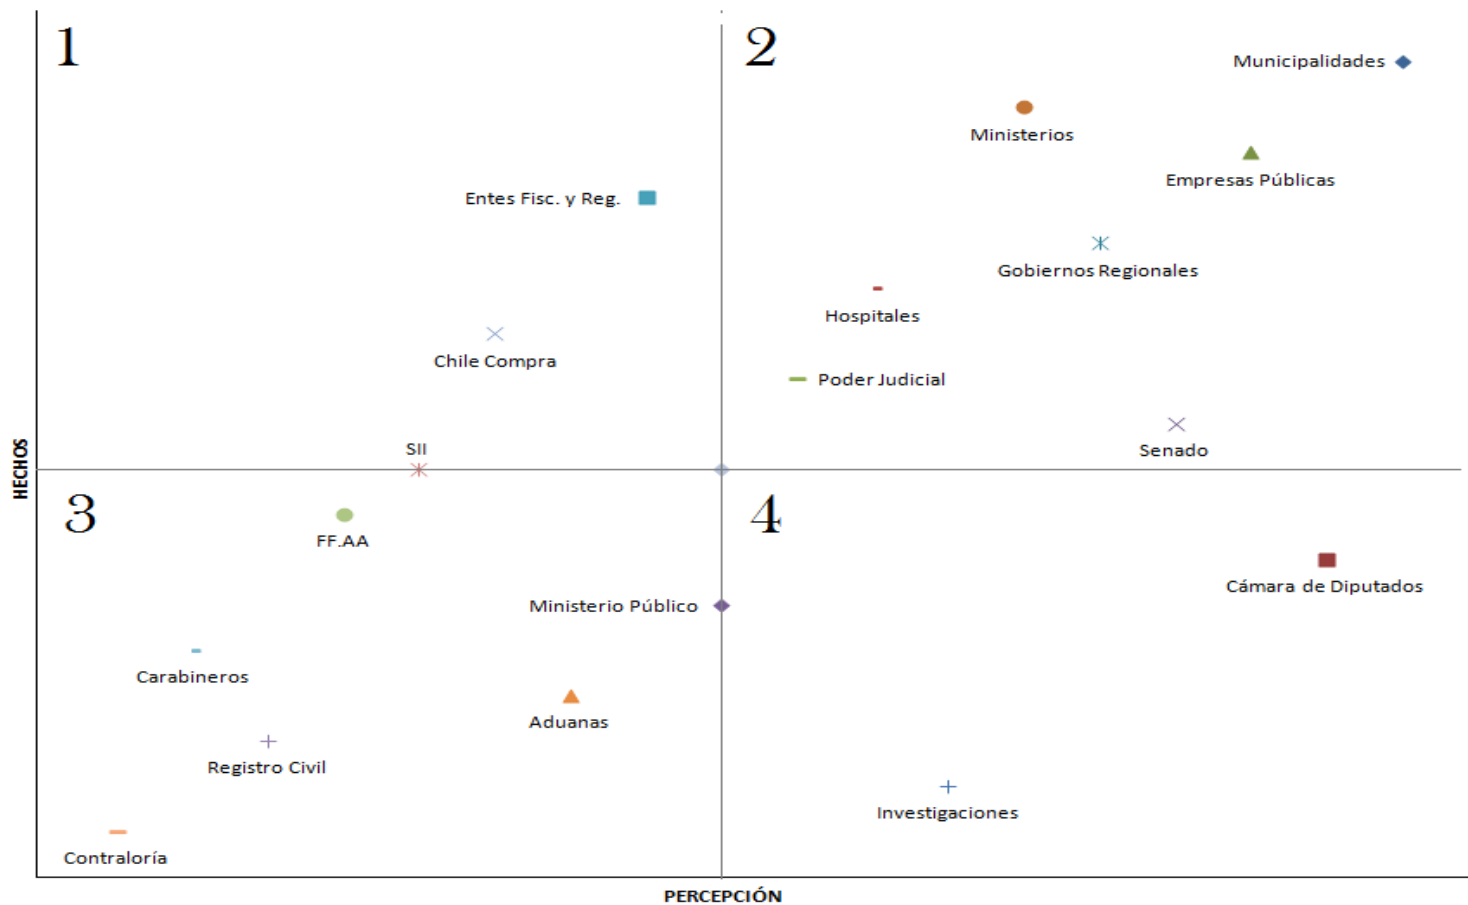 1
2
Municipalidades
Ministerios
Empresas Públicas
Entes Fisc. y Reg.
Gobiernos Regionales
Hospitales
Chile Compra
Poder Judicial
SII
Senado
HECHOS
3
4
FF.AA
Cámara de Diputados
Ministerio Público
Carabineros
Aduanas
Registro Civil
Investigaciones
Contraloría
PERCEPCIÓN